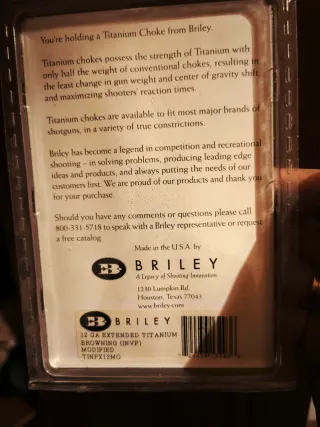 You're holding a Titanium Choke from Briley.
Titanium chokes possess the strength of Titanium with
only half the weight of conventional chokes, resulting in
the least change in gun weight and center of gravity shift,
and maximizing shooters' reaction times.
Titanium chokes are available to fit most major brands of
shotguns, in a variety of true constrictions.
Briley has become a legend in competition and recreational
shooting – in solving problems, producing leading edge
ideas and products, and always putting the needs of our
customers first. We are proud of our products and thank you
for your purchase.
Should you have any comments or questions please call
800-331-5718 to speak with a Briley representative or request
a free catalog
Made in the U.S.A. by
BRILEY
A Legacy of Shooting Innovation.
1230 Lumpkin Rd.
Houston, Texas 77043
www.briley.com
BRILEY
12 GA EXTENDED TITANIUM
BROWNING (INVP)
MODIFIED
TINPX12MO